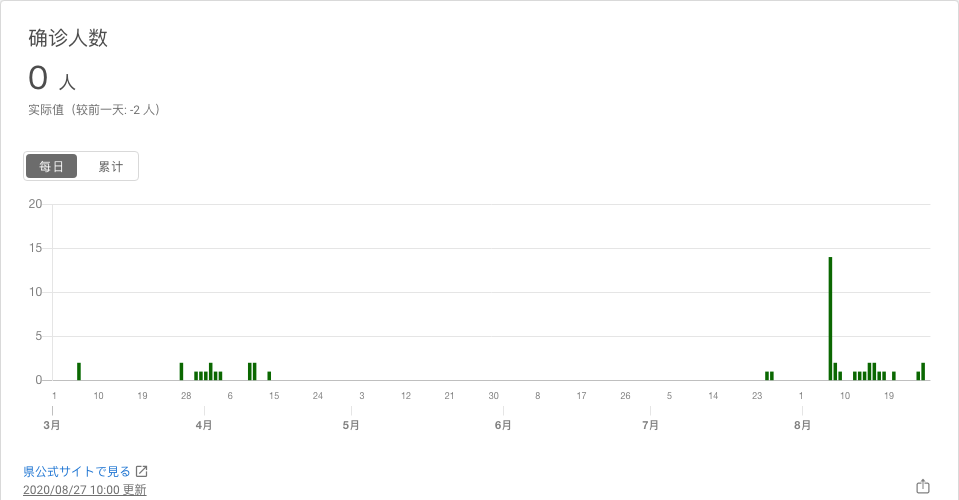 确诊人数
0 人
实际值（较前一天: -2 人）
每日 累计
20
15
10
5
0
1 10 19 28 6 15 24 3 12 21 30 8 17 26 5 14 23 1 10 19
3月 4月 5月 6月 7月 8月
県公式サイトで見る
2020/08/27 10:00 更新